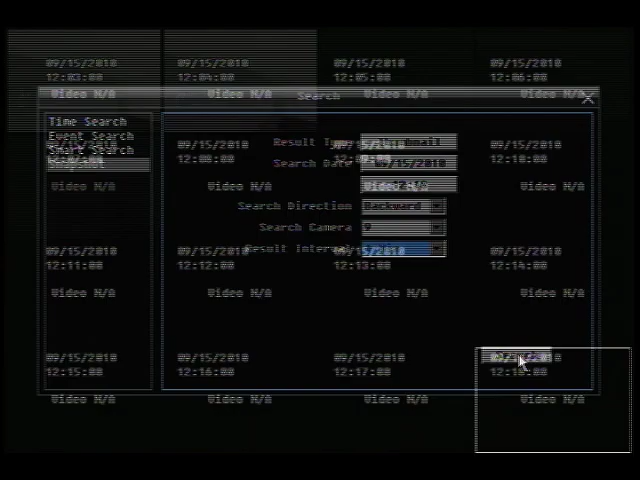 09/15/2010 09/15/2010 09/15/2010 09/15/2010
12:03:00 12:04:00 12:05:00 12:06:00
Video N/A Video N/A Video N/A Video N/A
Search
Time Search
Event Search
Smart Search
Snapshot
Result
09/15/2010 09/15/2010
12:08:00 12:10:00
Search Date 09/15/2010
Video N/A Video N/A Video N/A Video N/A
Search Direction Backward
Search Camera 9
Result Interval
09/15/2010 09/15/2010 09/15/2010
12:11:00 12:12:00 12:13:00 12:14:00
Video N/A Video N/A Video N/A Video N/A
09/15/2010 09/15/2010 09/15/2010
12:15:00 12:16:00 12:17:00
Video N/A Video N/A Video N/A Video N/A